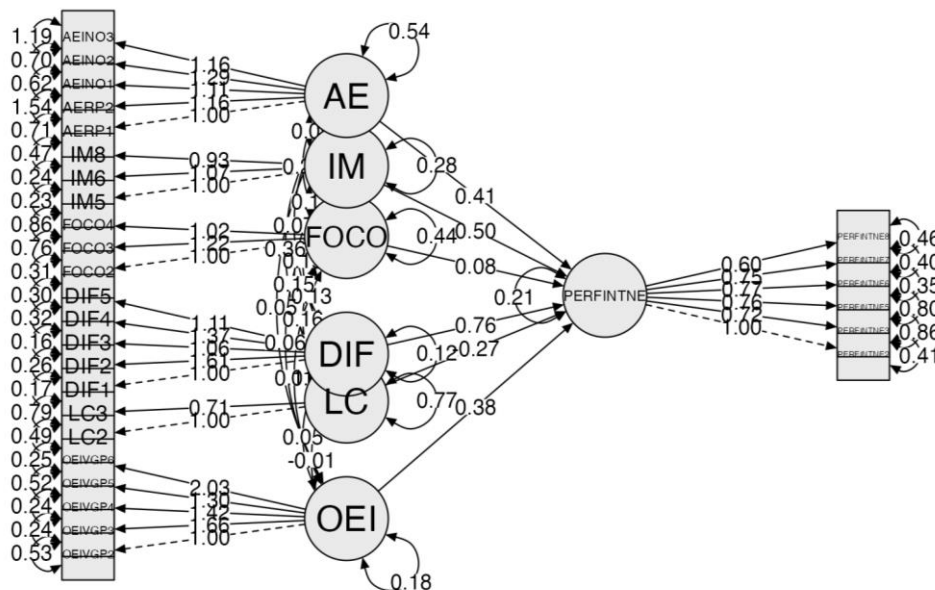 1.19 AEINO3
0.70 AEINO2
0.62 AEINO1
1.54 AERP2
0.71 AERP1
0.47 IM8
0.24 IM6
0.23 IM5
0.86 FOCO4
0.76 FOCO3
0.31 FOCO2
0.30 DIF5
0.32 DIF4
0.16 DIF3
0.26 DIF2
0.17 DIF1
0.79 LC3
0.49 LC2
0.25 OEIVGP6
0.52 OEIVGP5
0.24 OEIVGP4
0.24 OEIVGP3
0.53 OEIVGP2
1.16
1.29
1.11
1.16
1.00
0.93
1.07
1.00
1.02
1.22
1.00
1.11
1.37
1.06
1.61
1.00
0.71
1.00
2.03
1.30
1.42
1.66
1.00
AE
IM
FOCO
DIF
LC
OEI
0.54
0.28
0.44
0.12
0.77
0.18
0.36
0.15
0.13
0.16
0.06
0.05
-0.01
0.41
0.50
0.08
0.76
-0.27
0.38
0.21
PERFINTNE
0.60
0.75
0.77
0.76
0.72
1.00
PERFINTNE8 0.46
PERFINTNE7 0.40
PERFINTNE6 0.35
PERFINTNE5 0.80
PERFINTNE3 0.86
PERFINTNE2 0.41